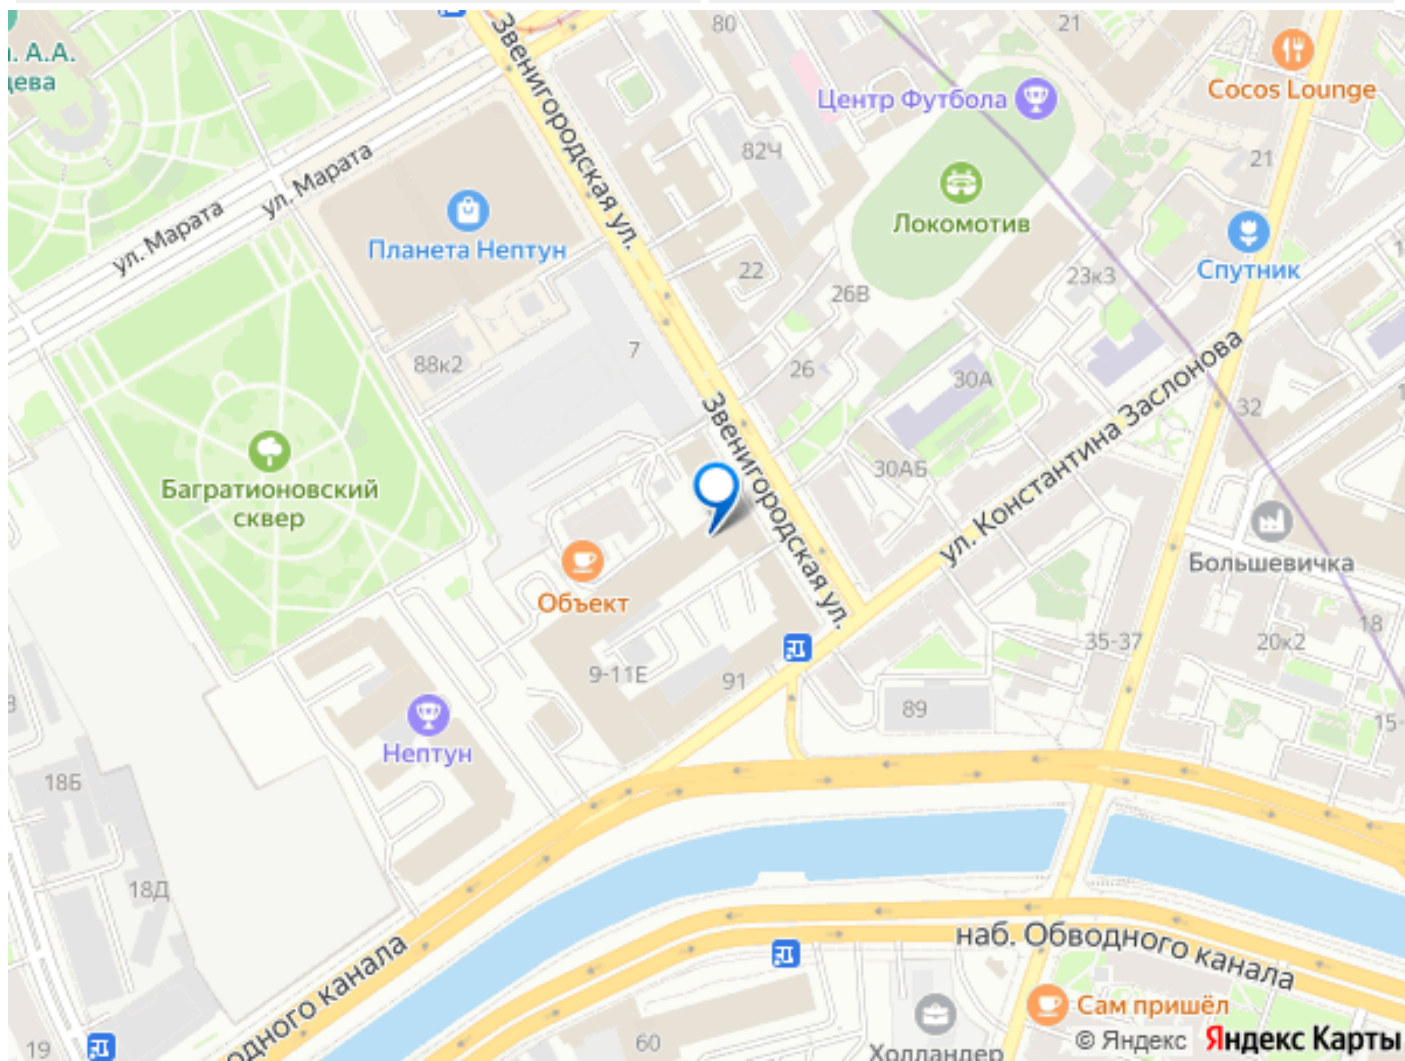 80
21
Звенигородская ул.
. А.А.
цева
Cocos Lounge
Центр Футбола
82Ч
21
ул. Марата
ул. Марата
Локомотив
Планета Нептун
Спутник
22
23к3
26В
7
88к2
26
30А
32
Звенигородская ул.
ул. Константина Заслонова
30АБ
Багратионовский
сквер
Большевичка
Объект
18
35-37
20к2
9-11Е
91
89
15-
Нептун
18Б
18Д
наб. Обводного канала
одного канала
Сам пришёл
19
60
Холландер
© Яндекс Яндекс Карты